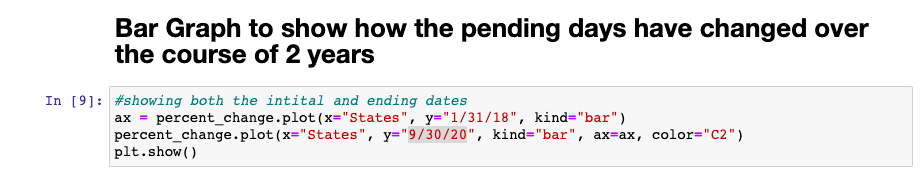 Bar Graph to show how the pending days have changed over
the course of 2 years
In [9]: #showing both the intital and ending dates
ax = percent_change.plot(x="States", y="1/31/18", kind="bar")
percent_change.plot(x="States", y="9/30/20", kind="bar", ax=ax, color="C2")
plt.show()